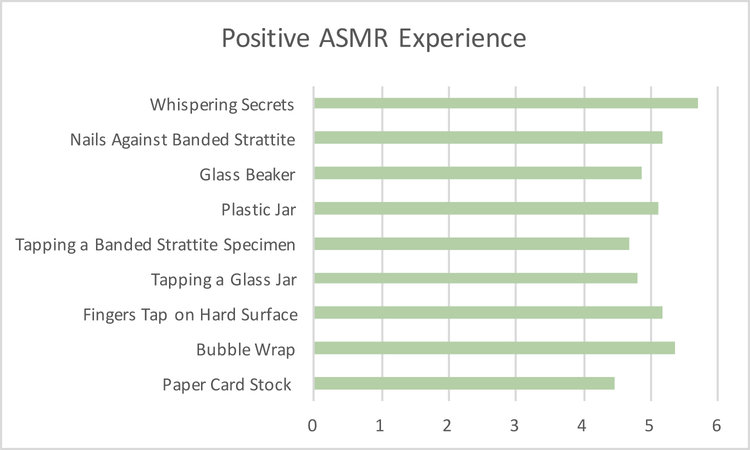 Positive ASMR Experience
Whispering Secrets
Nails Against Banded Strattite
Glass Beaker
Plastic Jar
Tapping a Banded Strattite Specimen
Tapping a Glass Jar
Fingers Tap on Hard Surface
Bubble Wrap
Paper Card Stock
0 1 2 3 4 5 6